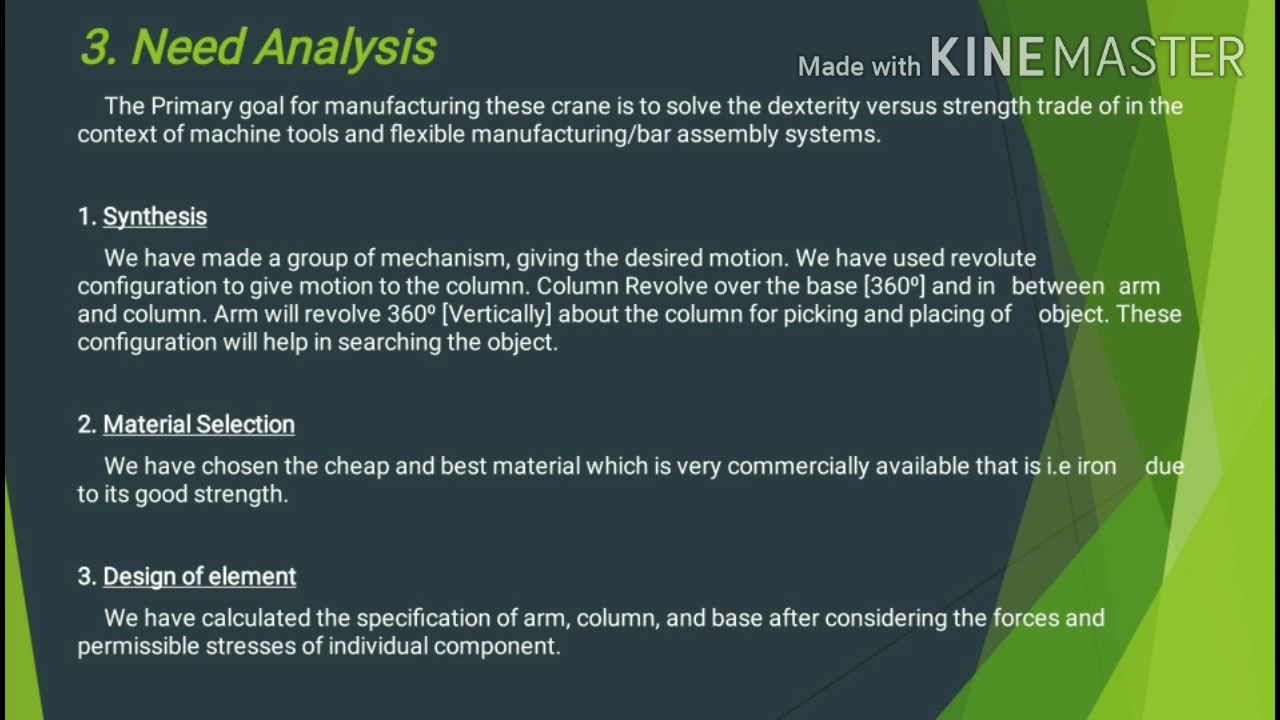 3. Need Analysis
Made with KINEMASTER
The Primary goal for manufacturing these crane is to solve the dexterity versus strength trade of in the
context of machine tools and flexible manufacturing/bar assembly systems.
1. Synthesis
We have made a group of mechanism, giving the desired motion. We have used revolute
configuration to give motion to the column. Column Revolve over the base [360º] and in between arm
and column. Arm will revolve 360º [Vertically] about the column for picking and placing of object. These
configuration will help in searching the object.
2. Material Selection
We have chosen the cheap and best material which is very commercially available that is i.e iron due
to its good strength.
3. Design of element
We have calculated the specification of arm, column, and base after considering the forces and
permissible stresses of individual component.